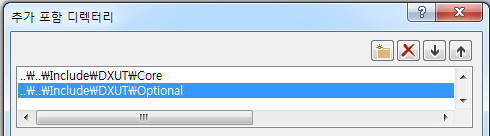 추가 포함 디렉터리
..₩..₩Include₩DXUT₩Core
..₩..₩Include₩DXUT₩Optional